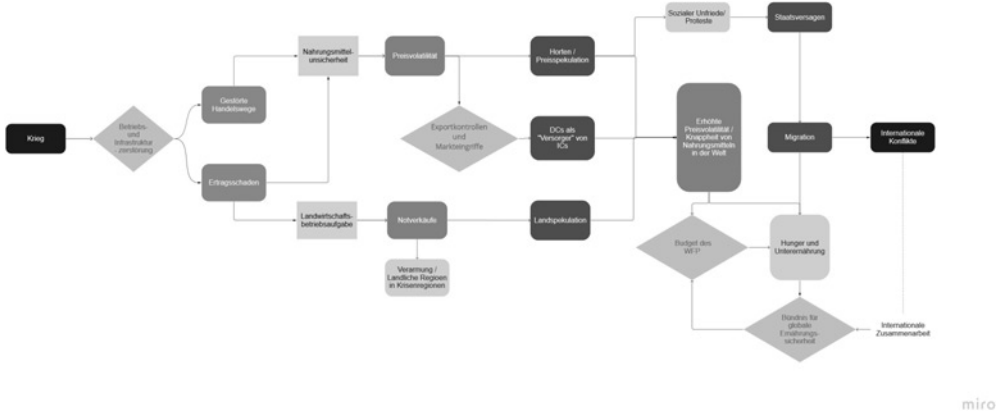 Sozialer Unfriede/
Proteste
Staatsversagen
Nahrungsmittel-
unsicherheit
Preisvolatilität
Horten /
Preisspekulation
Gestörte
Handelswege
Krieg
Betriebs-
und
Infrastruktur
- zerstörung
Exportkontrollen
und
Markteingriffe
DCs als
"Versorger" von
ICs
Erhöhte
Preisvolatilität /
Knappheit von
Nahrungsmitteln
in der Welt
Migration
Internationale
Konflikte
Ertragsschaden
Landwirtschafts-
betriebsaufgabe
Notverkäufe
Landspekulation
Verarmung /
Ländliche Regioen
in Krisenregionen
Budget des
WFP
Hunger und
Unterernährung
Bündnis für
globale
Ernährungs-
sicherheit
Internationale
Zusammenarbeit
miro